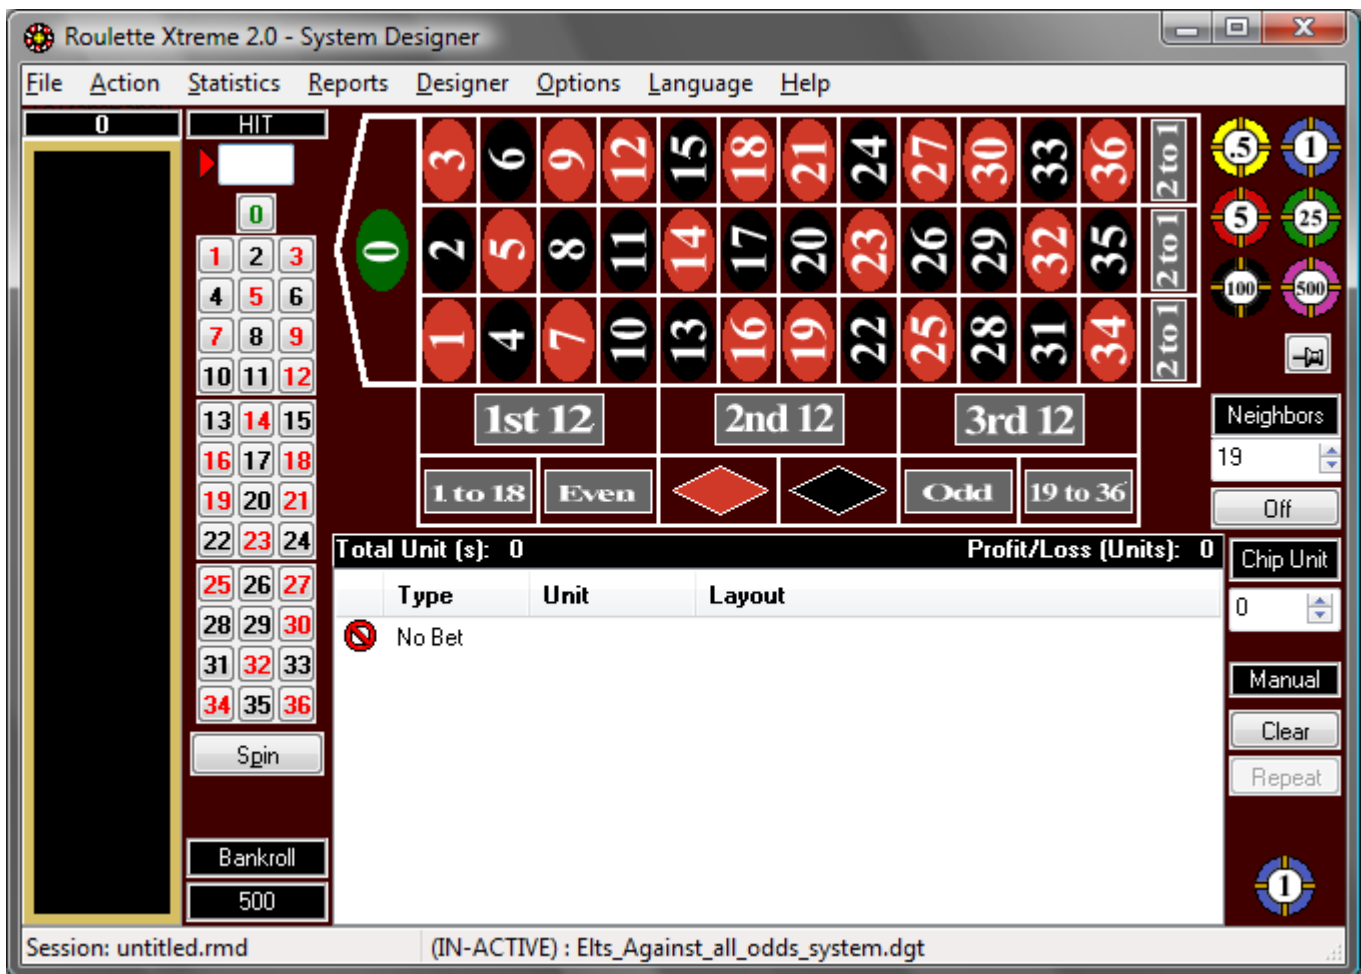 Roulette Xtreme 2.0 - System Designer
File Action Statistics Reports Designer Options Language Help
0 HIT
0
1 2 3
4 5 6
7 8 9
10 11 12
13 14 15
16 17 18
19 20 21
22 23 24
25 26 27
28 29 30
31 32 33
34 35 36
Spin
Bankroll
500
0
3 6 9 12 15 18 21 24 27 30 33 36 2 to 1
2 5 8 11 14 17 20 23 26 29 32 35 2 to 1
1 4 7 10 13 16 19 22 25 28 31 34 2 to 1
1st 12 2nd 12 3rd 12
1 to 18 Even Odd 19 to 36
.5 1
5 25
100 500
Neighbors
19
Off
Chip Unit
0
Manual
Clear
Repeat
1
Total Unit (s): 0 Profit/Loss (Units): 0
Type Unit Layout
No Bet
Session: untitled.rmd (IN-ACTIVE) : Elts_Against_all_odds_system.dgt